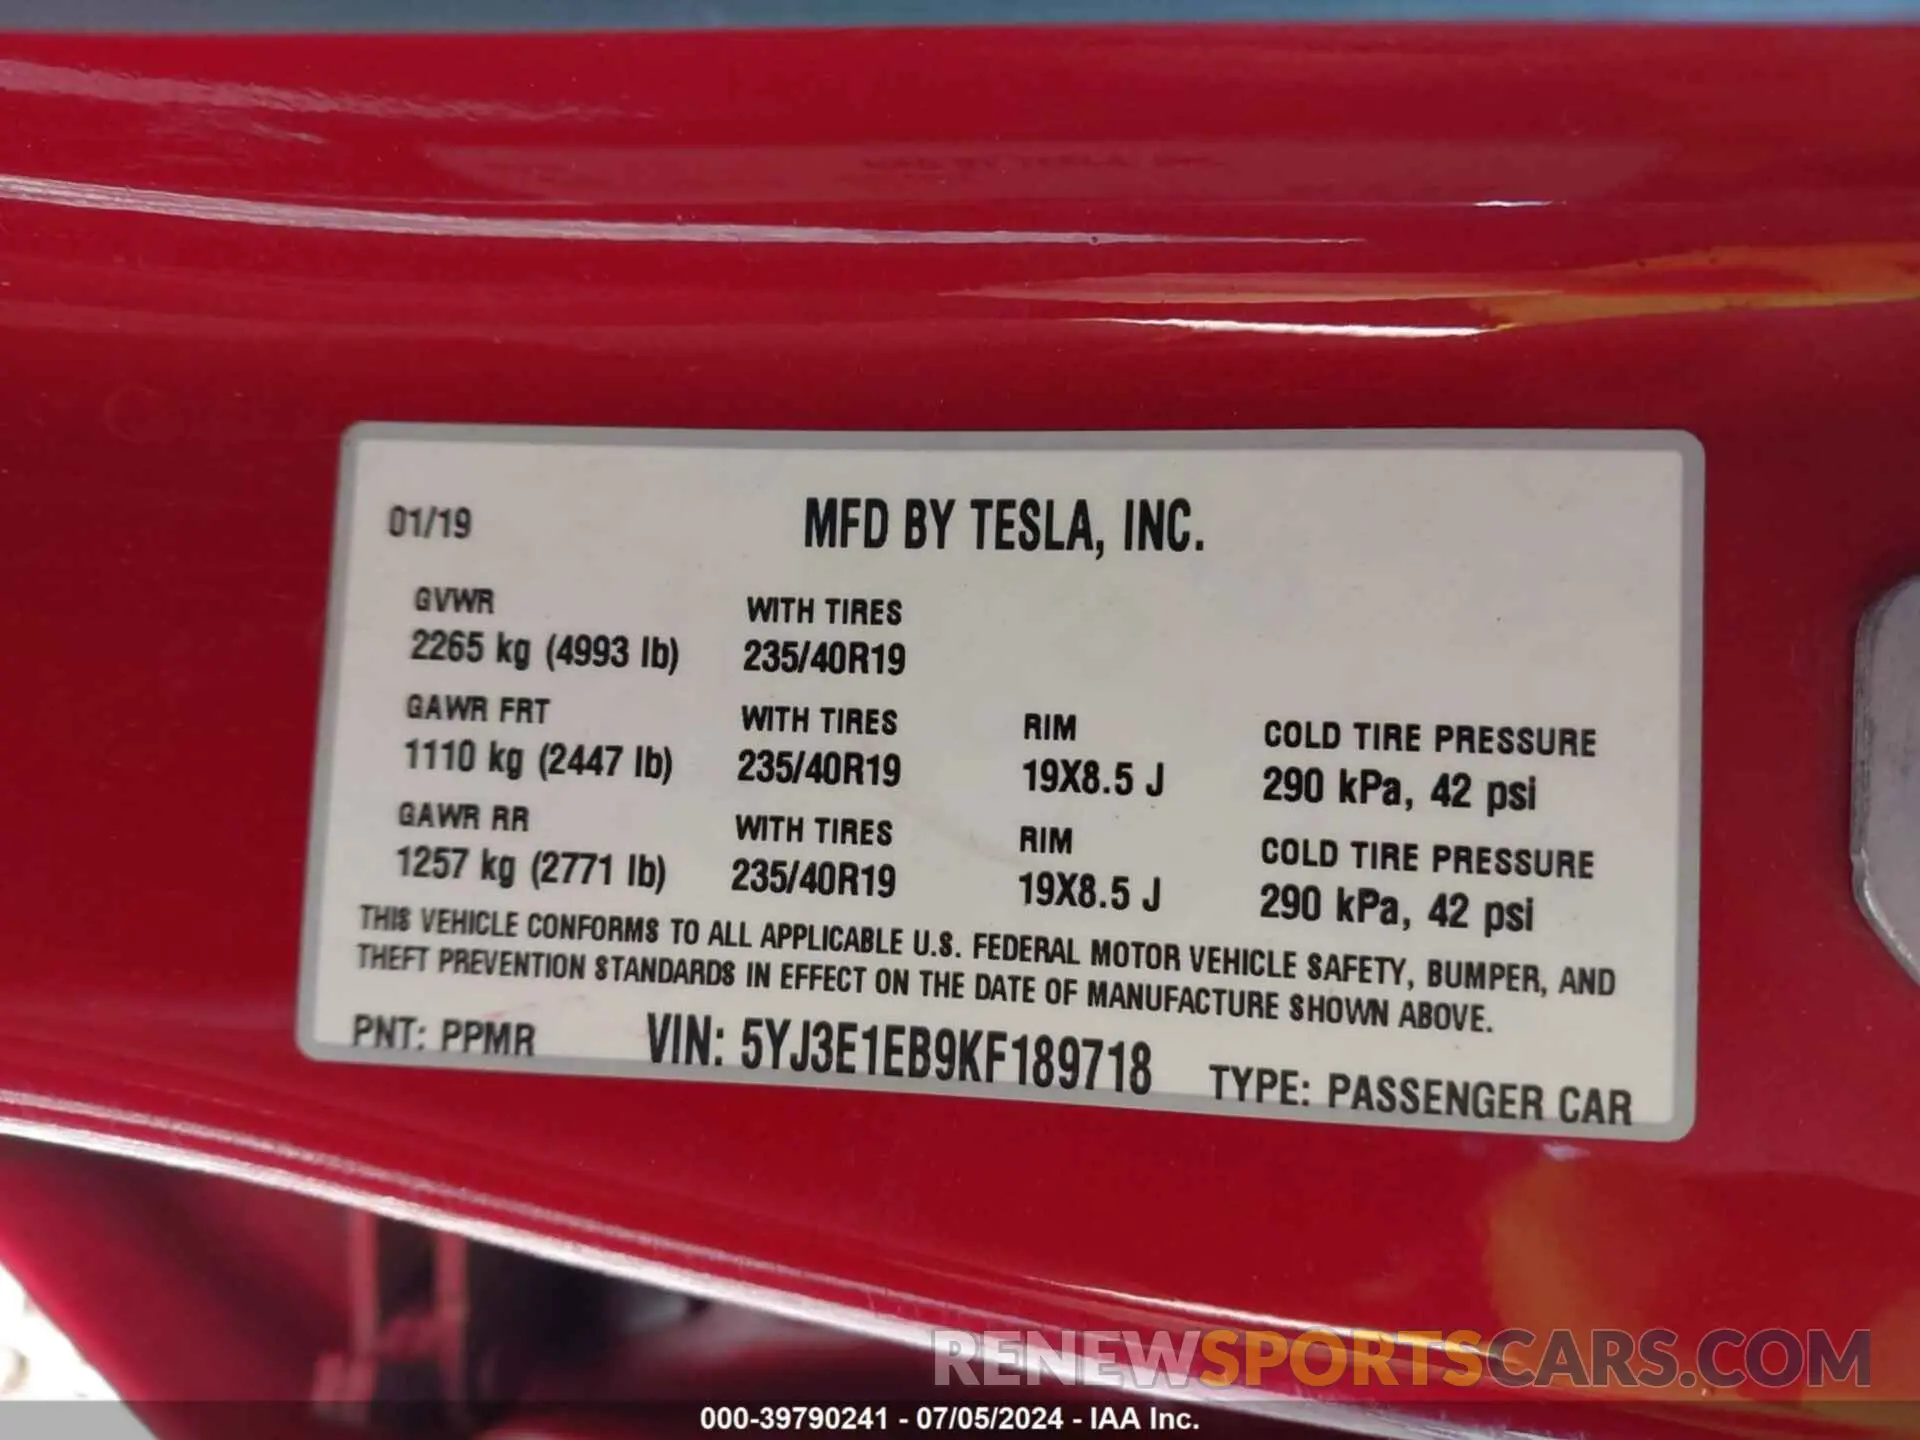 01/19 MFD BY TESLA, INC.
GVWR WITH TIRES
2265 kg (4993 lb) 235/40R19
GAWR FRT WITH TIRES RIM COLD TIRE PRESSURE
1110 kg (2447 lb) 235/40R19 19X8.5 J 290 kPa, 42 psi
GAWR RR WITH TIRES RIM COLD TIRE PRESSURE
1257 kg (2771 lb) 235/40R19 19X8.5 J 290 kPa, 42 psi
THIS VEHICLE CONFORMS TO ALL APPLICABLE U.S. FEDERAL MOTOR VEHICLE SAFETY, BUMPER, AND
THEFT PREVENTION STANDARDS IN EFFECT ON THE DATE OF MANUFACTURE SHOWN ABOVE.
PNT: PPMR VIN: 5YJ3E1EB9KF189718 TYPE: PASSENGER CAR
RENEWSPORTSCARS.COM
000-39790241 - 07/05/2024 - IAA Inc.